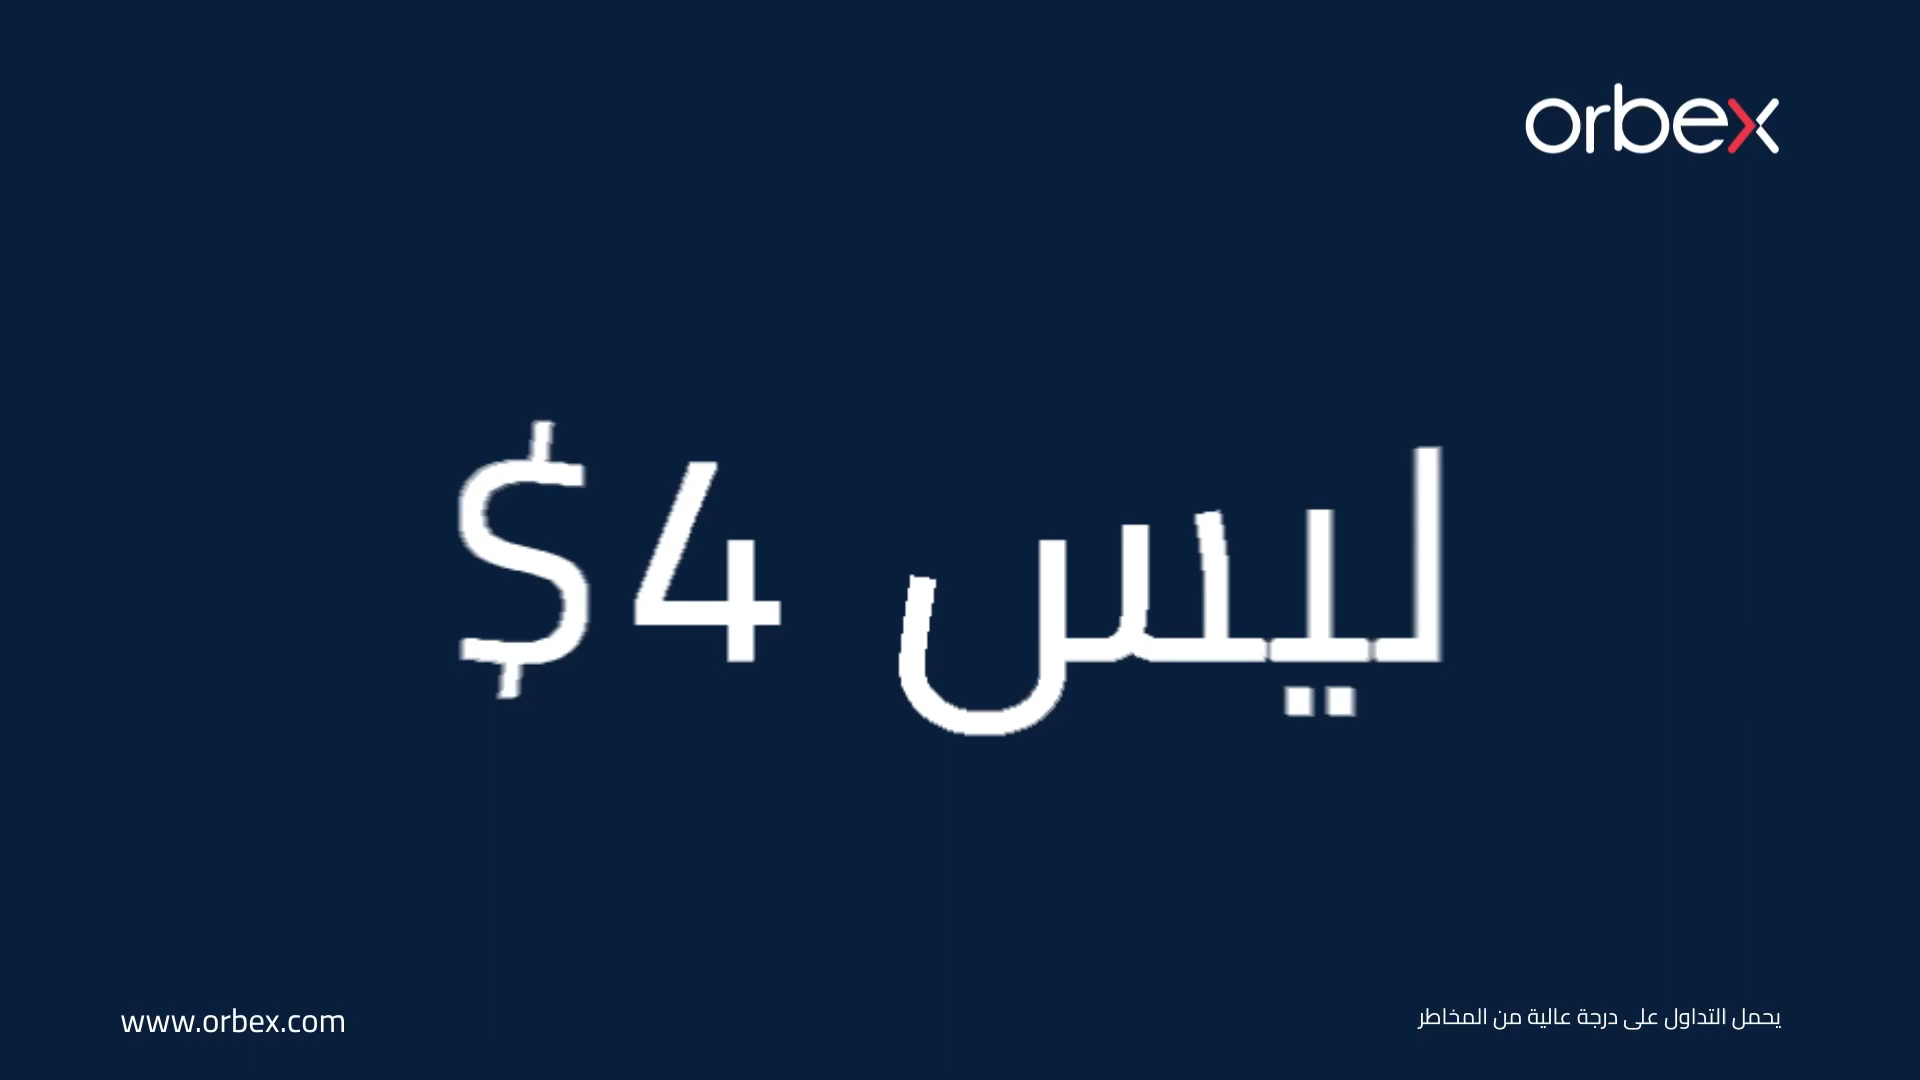 orbex
ليس 4$
www.orbex.com
يحمل التداول على درجة عالية من المخاطر